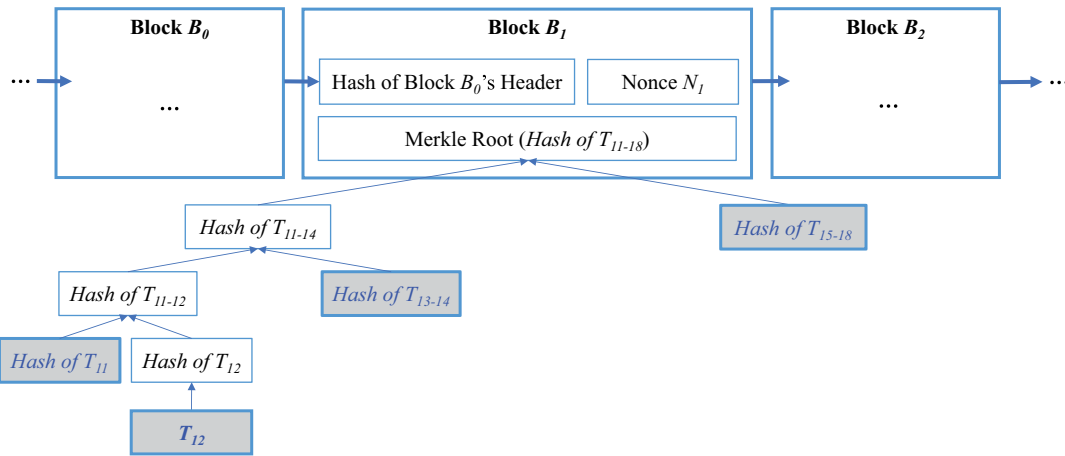 Block B₀
Block B₁
Block B₂
...
Hash of Block B₀’s Header
Nonce N₁
...
...
...
Merkle Root (Hash of T₁₁₋₁₈)
Hash of T₁₁₋₁₄
Hash of T₁₅₋₁₈
Hash of T₁₁₋₁₂
Hash of T₁₃₋₁₄
Hash of T₁₁
Hash of T₁₂
T₁₂